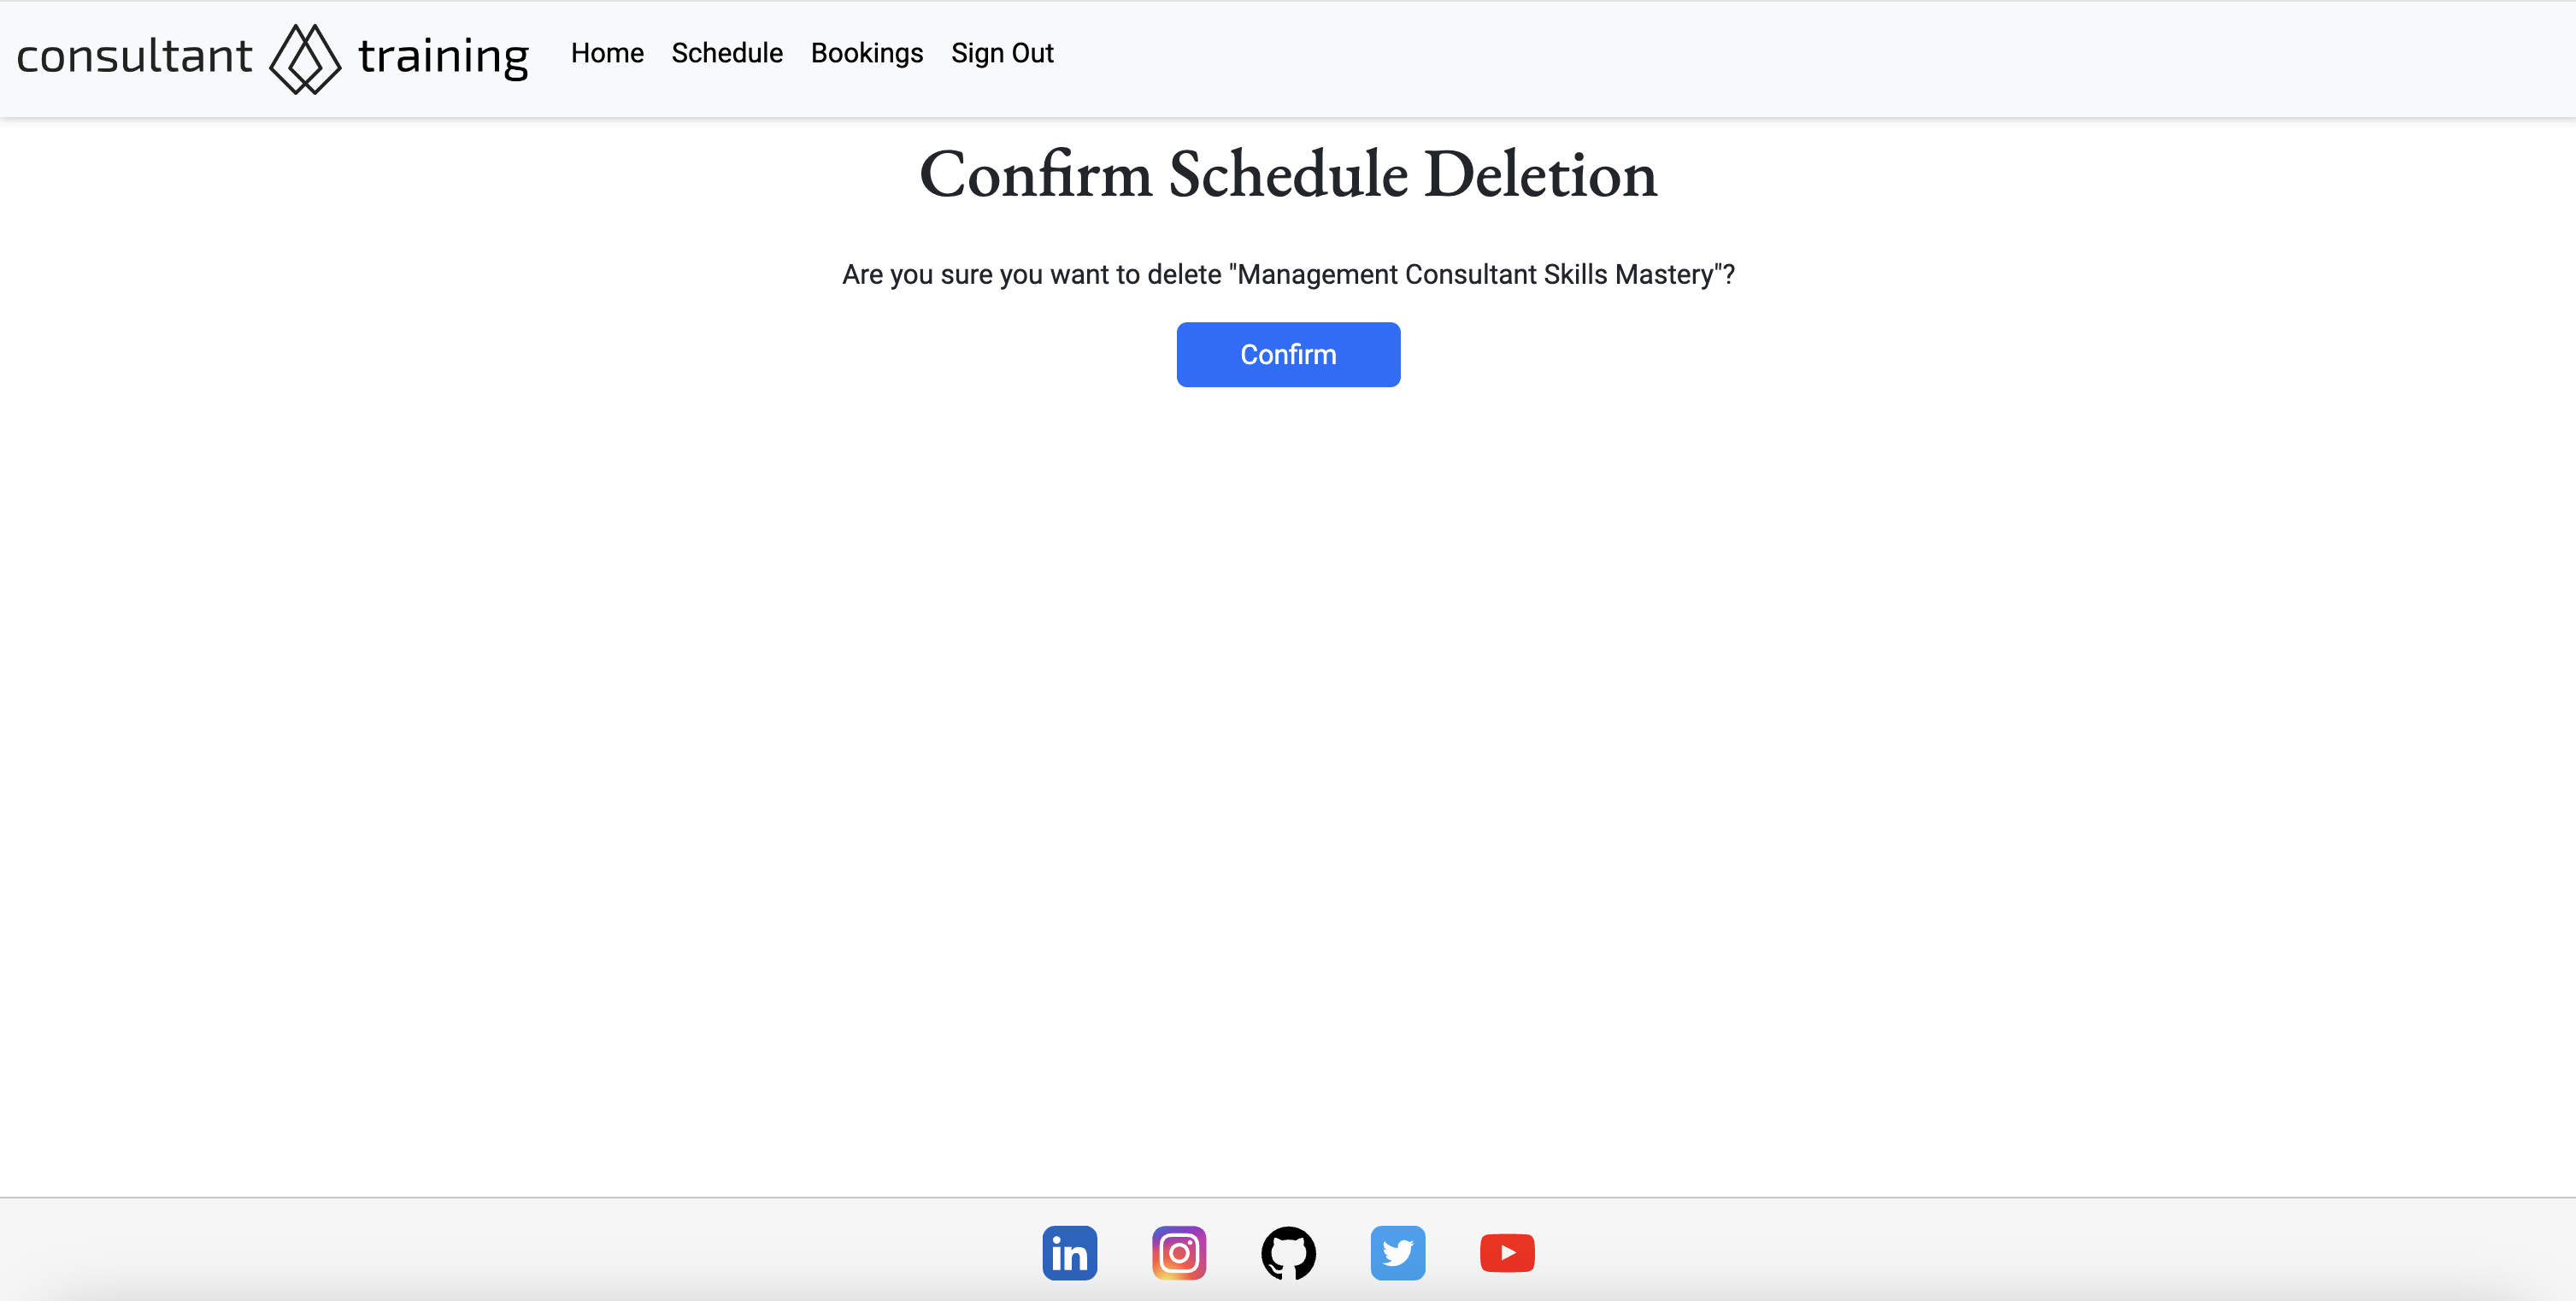 consultant training Home Schedule Bookings Sign Out
Confirm Schedule Deletion
Are you sure you want to delete "Management Consultant Skills Mastery"?
Confirm
in